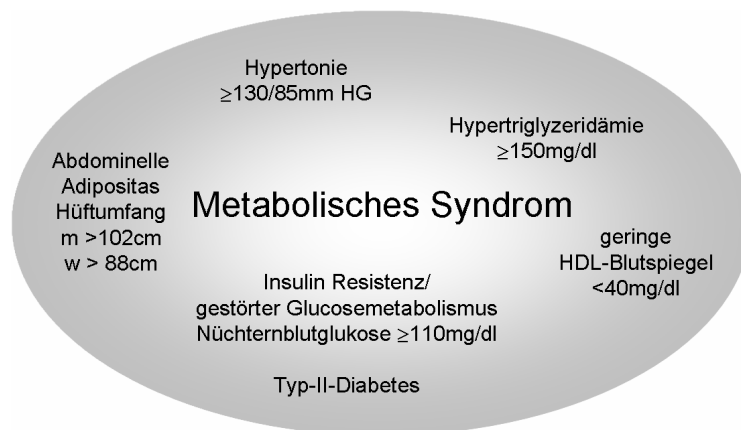 Hypertonie
≥130/85mm HG
Hypertriglyzeridämie
≥150mg/dl
Abdominelle
Adipositas
Hüftumfang
m >102cm
w > 88cm
Metabolisches Syndrom
geringe
HDL-Blutspiegel
<40mg/dl
Insulin Resistenz/
gestörter Glucosemetabolismus
Nüchternblutglukose ≥110mg/dl
Typ-II-Diabetes